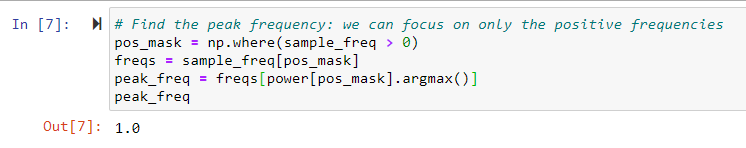 In [7]: # Find the peak frequency: we can focus on only the positive frequencies
pos_mask = np.where(sample_freq > 0)
freqs = sample_freq[pos_mask]
peak_freq = freqs[power[pos_mask].argmax()]
peak_freq
Out[7]: 1.0